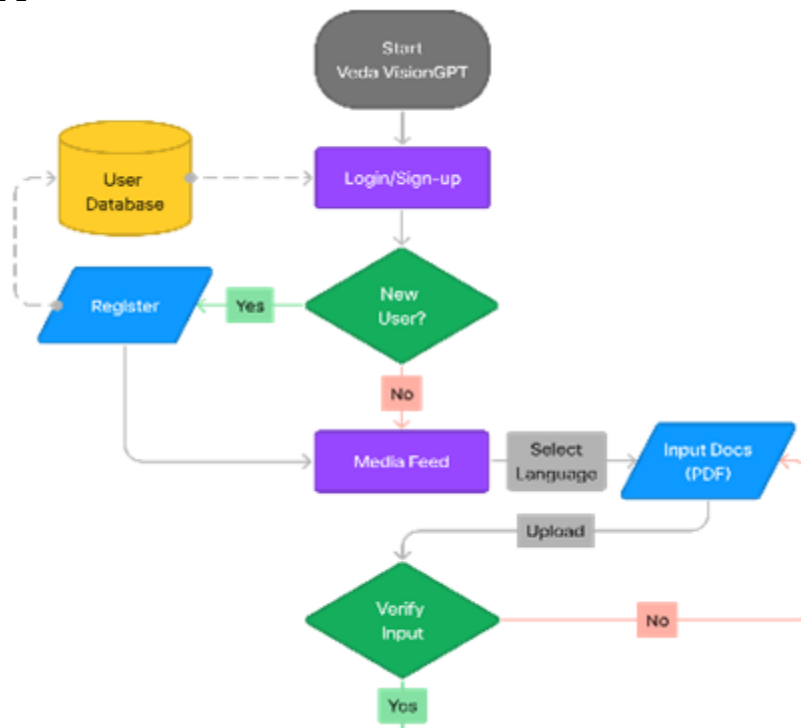 Start
Veda VisionGPT
User
Database
Login/Sign-up
Register
Yes
New
User?
No
Media Feed
Select
Language
Input Docs
(PDF)
Upload
Verify
Input
No
Yes